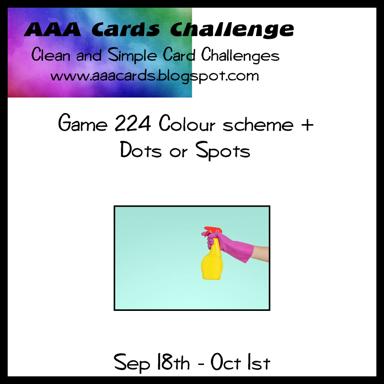 AAA Cards Challenge
Clean and Simple Card Challenges
www.aaacards.blogspot.com
Game 224 Colour scheme +
Dots or Spots
Sep 18th - Oct 1st